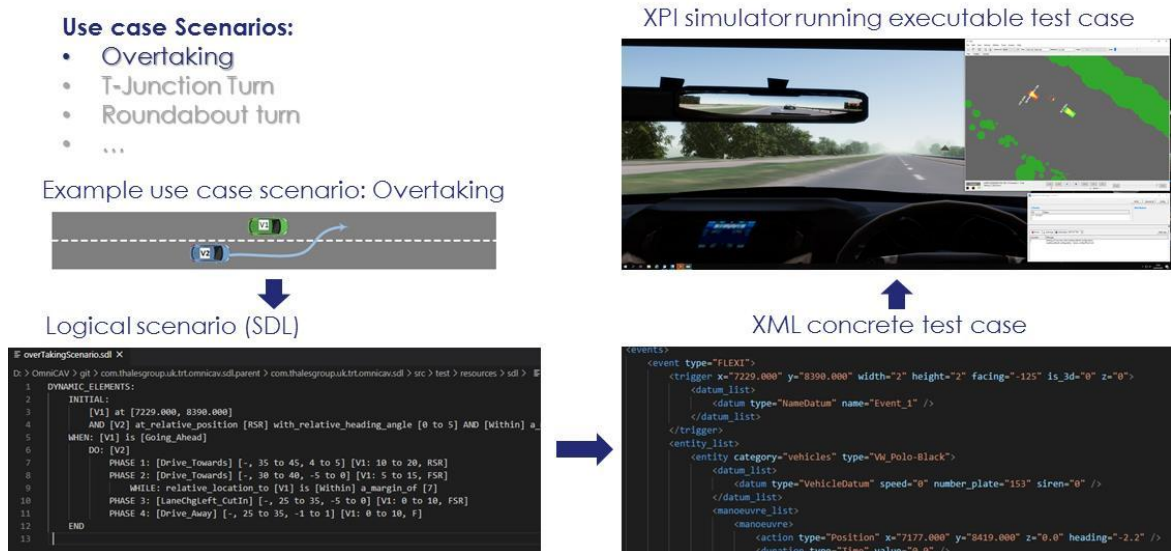 Use case Scenarios:
• Overtaking
• T-Junction Turn
• Roundabout turn
• ...
Example use case scenario: Overtaking
V1
V2
Logical scenario (SDL)
overTakingScenario.sdl X
D: > OmniCAV > git > com.thalesgroup.uk.trt.omnicav.sdl.parent > com.thalesgroup.uk.trt.omnicav.sdl > src > test > resources > sdl >
1 DYNAMIC_ELEMENTS:
2 INITIAL:
3 [V1] at [7229.000, 8390.000]
4 AND [V2] at_relative_position [RSR] with_relative_heading_angle [0 to 5] AND [Within] a_
5 WHEN: [V1] is [Going_Ahead]
6 DO: [V2]
7 PHASE 1: [Drive_Towards] [-, 35 to 45, 4 to 5] [V1: 10 to 20, RSR]
8 PHASE 2: [Drive_Towards] [-, 30 to 40, -5 to 0] [V1: 5 to 15, FSR]
9 WHILE: relative_location_to [V1] is [Within] a_margin_of [7]
10 PHASE 3: [LaneChgLeft_CutIn] [-, 25 to 35, -5 to 0] [V1: 0 to 10, FSR]
11 PHASE 4: [Drive_Away] [-, 25 to 35, -1 to 1] [V1: 0 to 10, F]
12 END
13
XPI simulator running executable test case
XML concrete test case
<events>
<event type="FLEXI">
<trigger x="7229.000" y="8390.000" width="2" height="2" facing="-125" is_3d="0" z="0">
<datum_list>
<datum type="NameDatum" name="Event_1" />
</datum_list>
</trigger>
<entity_list>
<entity category="vehicles" type="VW_Polo-Black">
<datum_list>
<datum type="VehicleDatum" speed="0" number_plate="153" siren="0" />
</datum_list>
<manoeuvre_list>
<manoeuvre>
<action type="Position" x="7177.000" y="8419.000" z="0.0" heading="-2.2" />
<duration type="Time" value="0.0" />